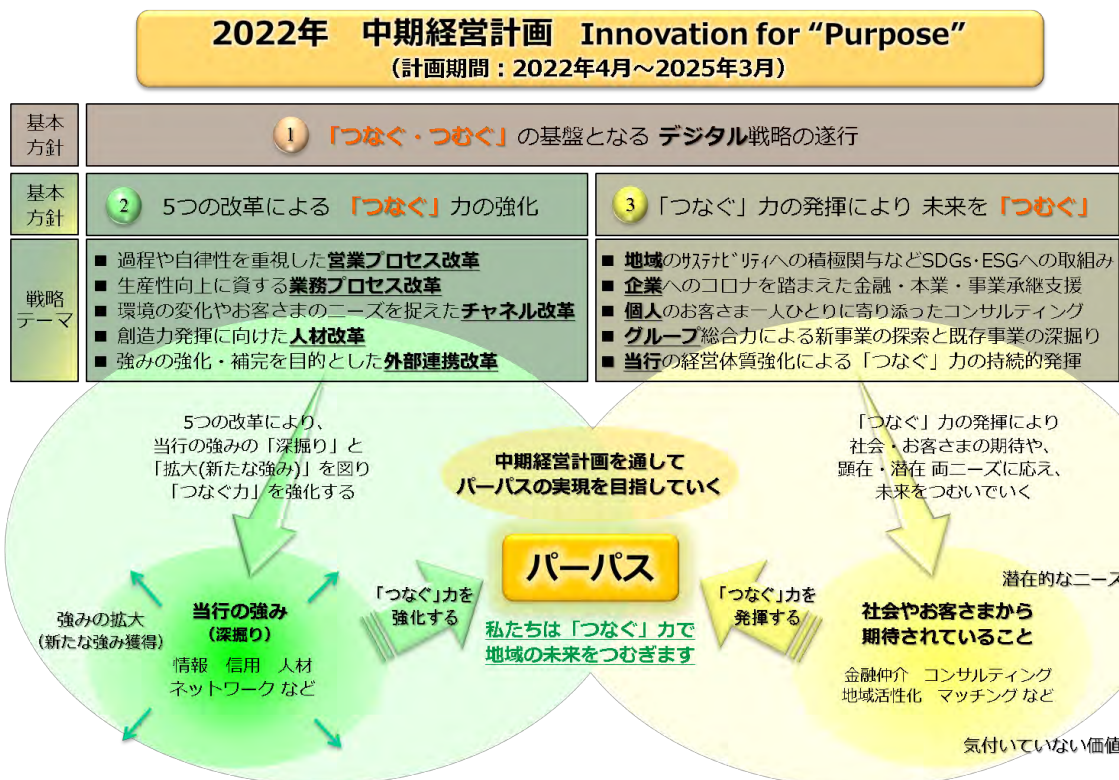 2022年 中期経営計画 Innovation for “Purpose”
(計画期間：2022年4月～2025年3月)
基本
方針
1 「つなぐ・つむぐ」の基盤となる デジタル戦略の遂行
基本
方針
2 5つの改革による 「つなぐ」力の強化
3 「つなぐ」力の発揮により 未来を「つむぐ」
戦略
テーマ
■ 過程や自律性を重視した営業プロセス改革
■ 生産性向上に資する業務プロセス改革
■ 環境の変化やお客さまのニーズを捉えたチャネル改革
■ 創造力発揮に向けた人材改革
■ 強みの強化・補完を目的とした外部連携改革
■ 地域のｻｽﾃﾅﾋﾞﾘﾃｨへの積極関与などSDGs・ESGへの取組み
■ 企業へのコロナを踏まえた金融・本業・事業承継支援
■ 個人のお客さま一人ひとりに寄り添ったコンサルティング
■ グループ総合力による新事業の探索と既存事業の深掘り
■ 当行の経営体質強化による「つなぐ」力の持続的発揮
5つの改革により、
当行の強みの「深掘り」と
「拡大(新たな強み)」を図り
「つなぐ力」を強化する
中期経営計画を通して
パーパスの実現を目指していく
「つなぐ」力の発揮により
社会・お客さまの期待や、
顕在・潜在 両ニーズに応え、
未来をつむいでいく
パーパス
私たちは「つなぐ」力で
地域の未来をつむぎます
強みの拡大
(新たな強み獲得)
当行の強み
(深掘り)
情報 信用 人材
ネットワーク など
「つなぐ」力を
強化する
「つなぐ」力を
発揮する
潜在的なニーズ
社会やお客さまから
期待されていること
金融仲介 コンサルティング
地域活性化 マッチング など
気付いていない価値